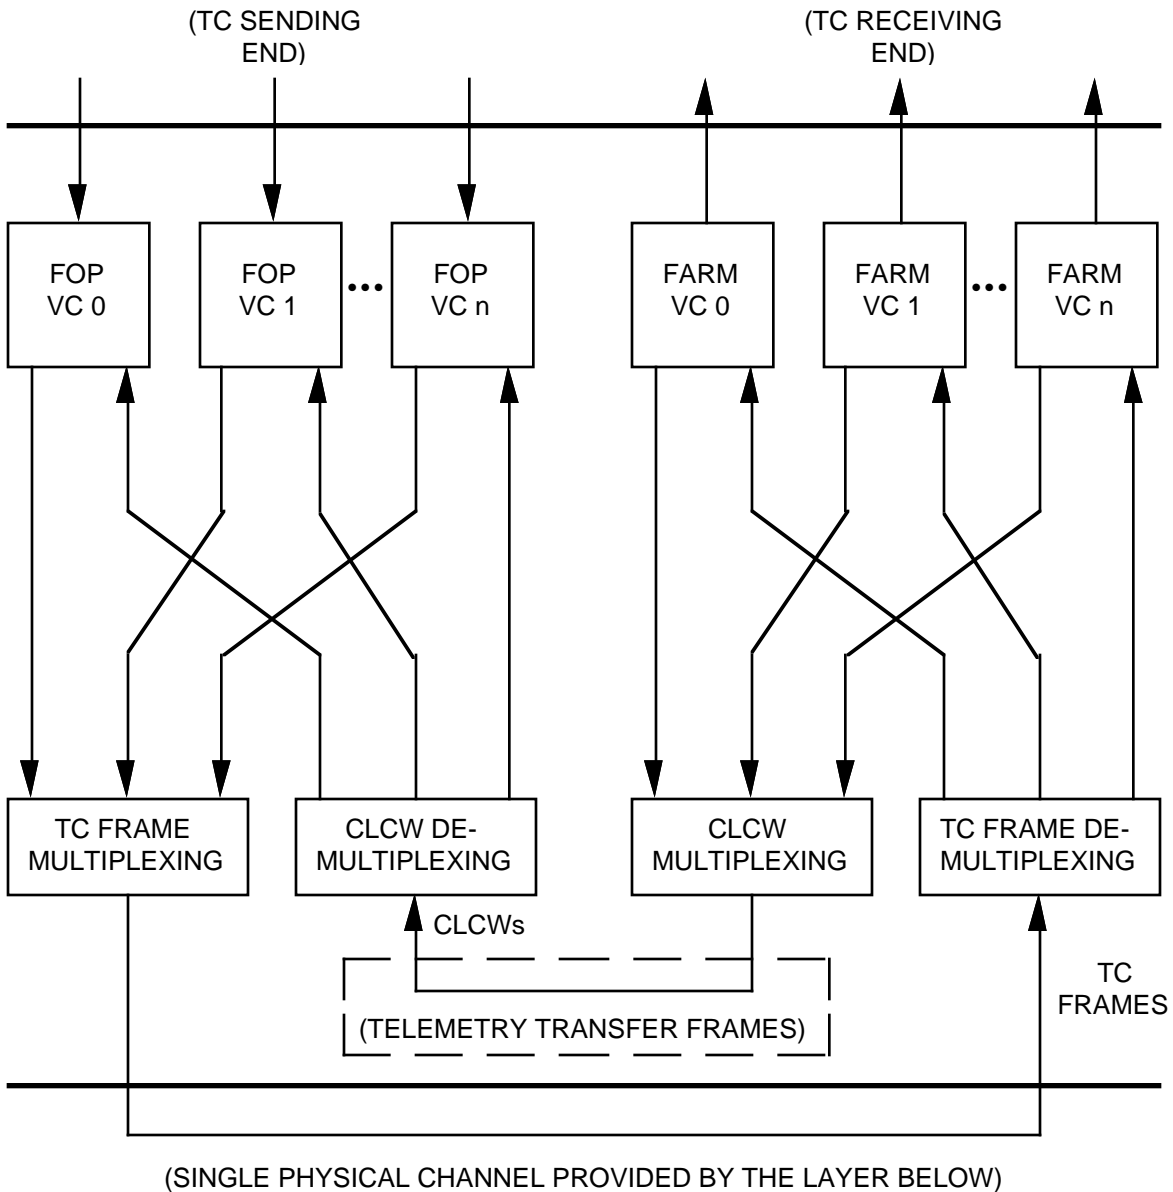 (TC SENDING
END)
(TC RECEIVING
END)
FOP
VC 0
FOP
VC 1
•••
FOP
VC n
FARM
VC 0
FARM
VC 1
•••
FARM
VC n
TC FRAME
MULTIPLEXING
CLCW DE-
MULTIPLEXING
CLCW
MULTIPLEXING
TC FRAME DE-
MULTIPLEXING
CLCWs
TC
FRAMES
(TELEMETRY TRANSFER FRAMES)
(SINGLE PHYSICAL CHANNEL PROVIDED BY THE LAYER BELOW)